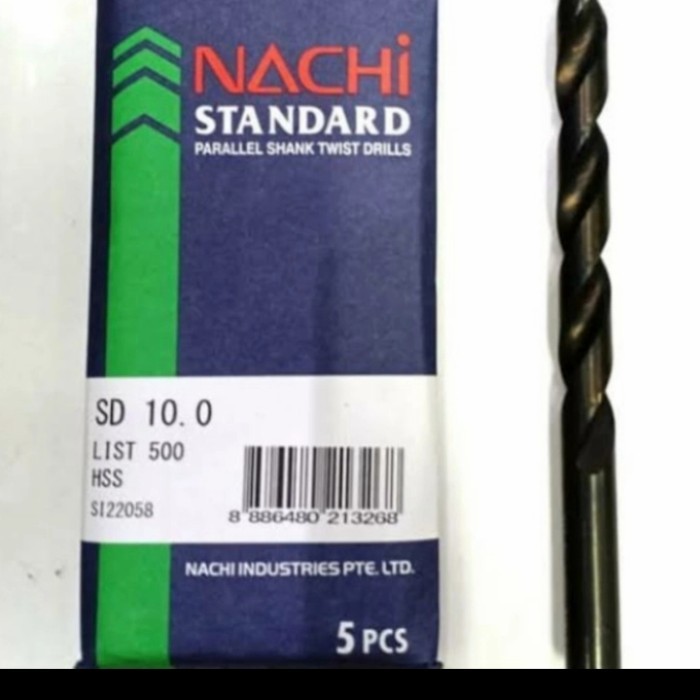 NACHi
STANDARD
PARALLEL SHANK TWIST DRILLS
SD 10.0
LIST 500
HSS
SI22058
8 886480 213268
NACHI INDUSTRIES PTE. LTD.
5 PCS